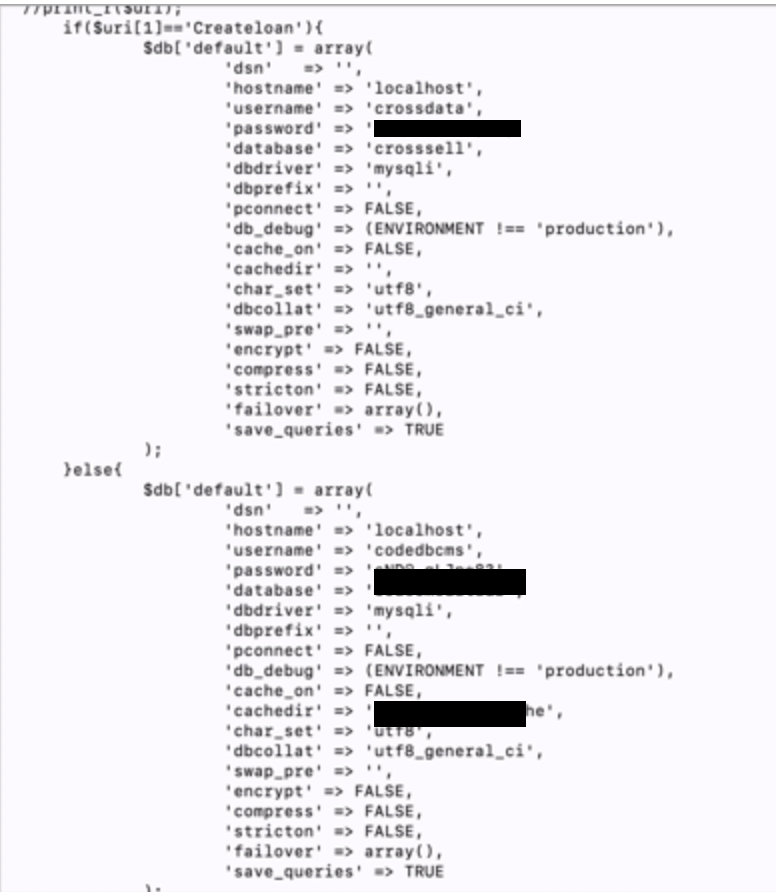 //print_r($uri);
if($uri[1]=='Createloan'){
$db['default'] = array(
'dsn' => '',
'hostname' => 'localhost',
'username' => 'crossdata',
'password' => '
'database' => 'crosssell',
'dbdriver' => 'mysqli',
'dbprefix' => '',
'pconnect' => FALSE,
'db_debug' => (ENVIRONMENT !== 'production'),
'cache_on' => FALSE,
'cachedir' => '',
'char_set' => 'utf8',
'dbcollat' => 'utf8_general_ci',
'swap_pre' => '',
'encrypt' => FALSE,
'compress' => FALSE,
'stricton' => FALSE,
'failover' => array(),
'save_queries' => TRUE
);
}else{
$db['default'] = array(
'dsn' => '',
'hostname' => 'localhost',
'username' => 'codedbcms',
'password' => '
'database' => '
'dbdriver' => 'mysqli',
'dbprefix' => '',
'pconnect' => FALSE,
'db_debug' => (ENVIRONMENT !== 'production'),
'cache_on' => FALSE,
'cachedir' => ' he',
'char_set' => 'utf8',
'dbcollat' => 'utf8_general_ci',
'swap_pre' => '',
'encrypt' => FALSE,
'compress' => FALSE,
'stricton' => FALSE,
'failover' => array(),
'save_queries' => TRUE
);